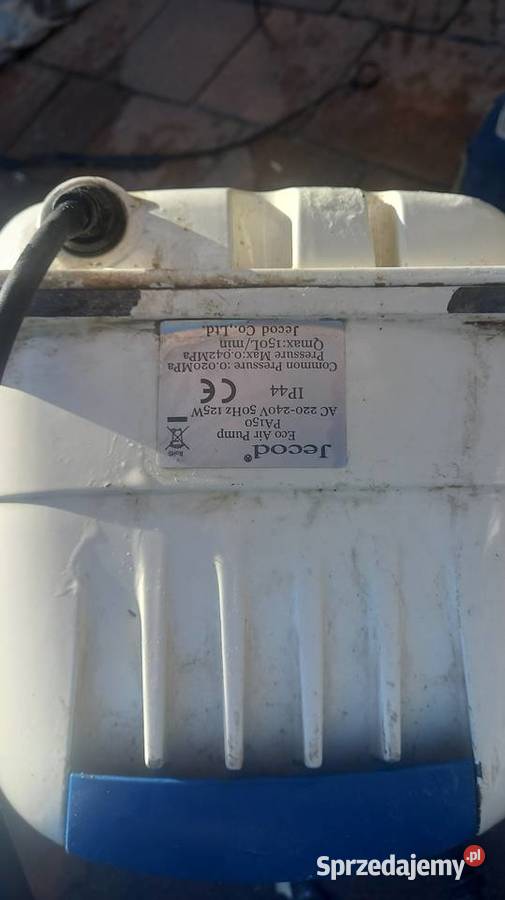 Jecod®
Eco Air Pump
PA150
AC 220-240V 50Hz 125W
IP44 CE
Common Pressure :0.020MPa
Pressure Max:0.042MPa
Qmax:150L/min
Jecod Co.,Ltd.
RoHS
Sprzedajemy.pl